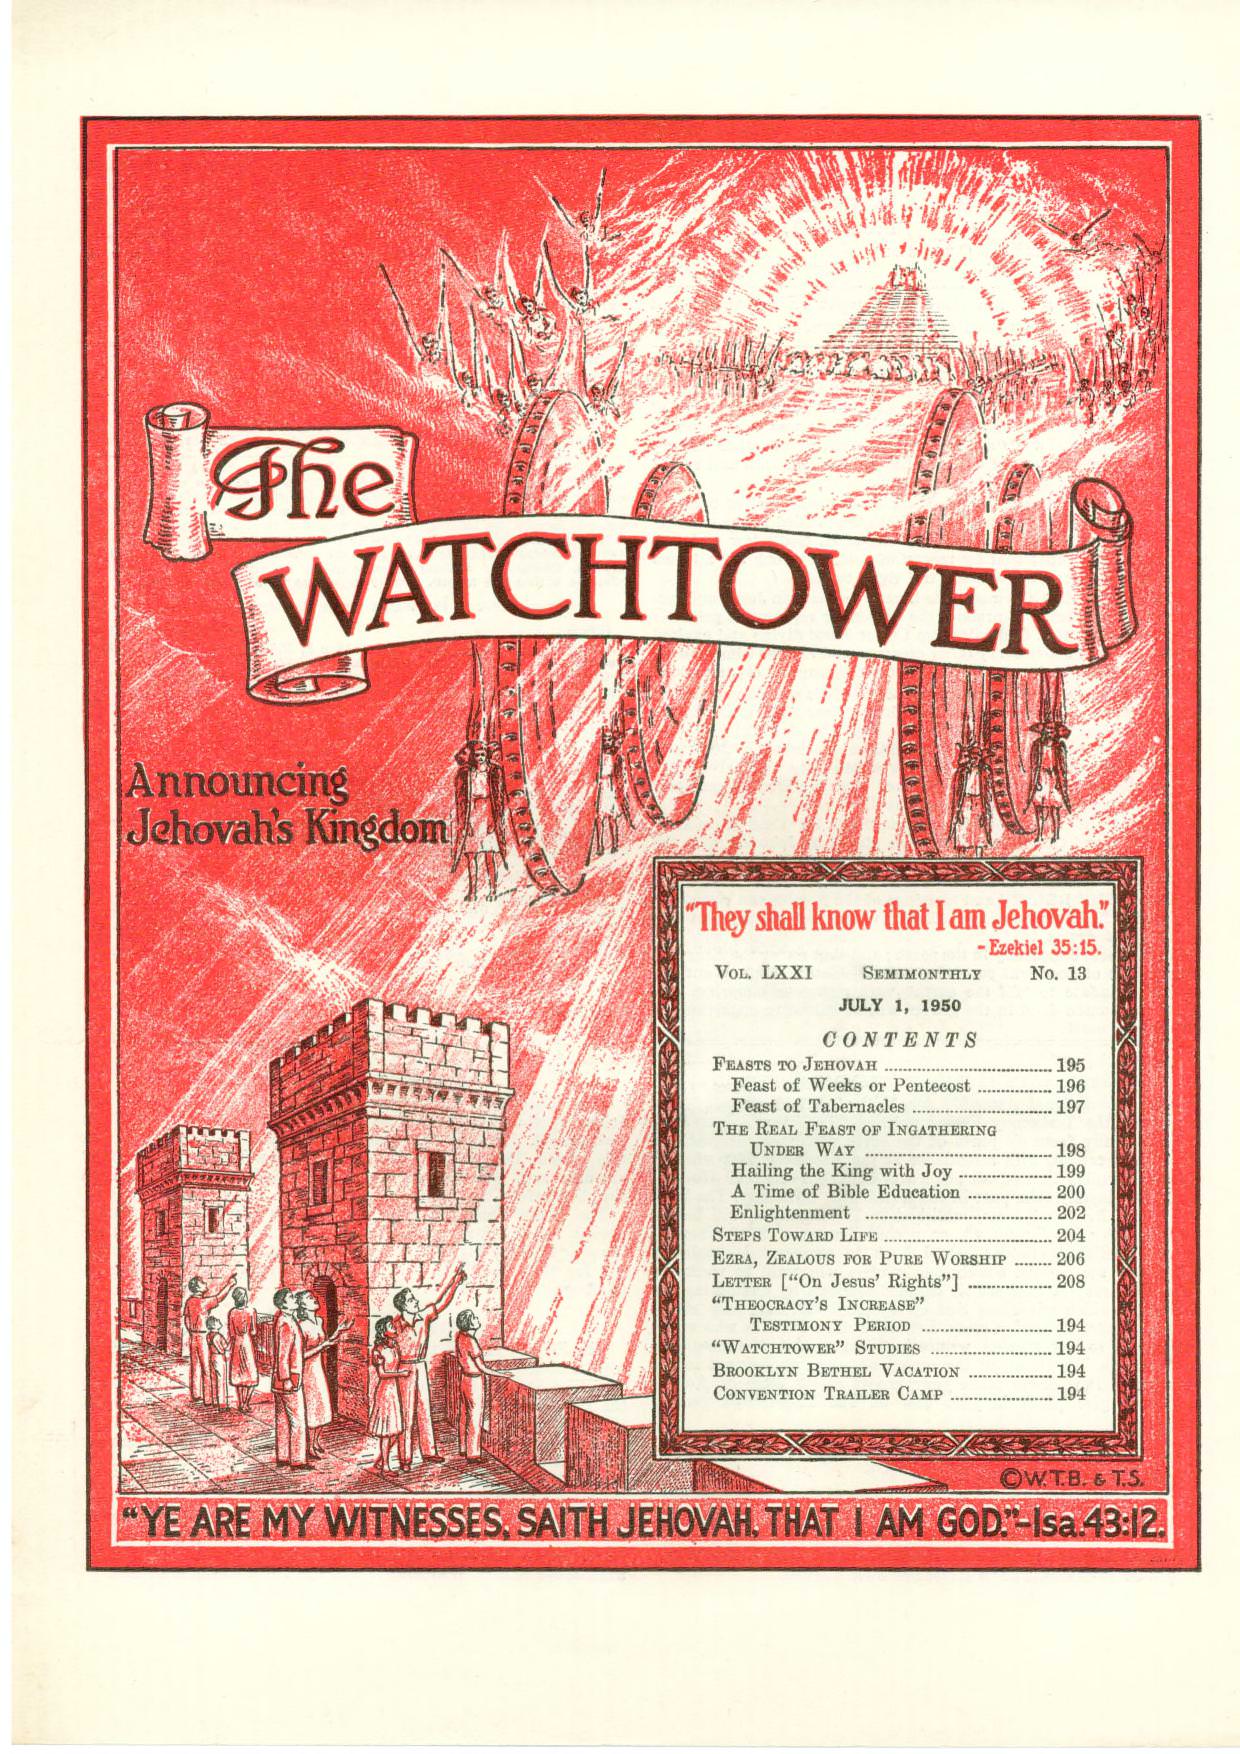 The
WATCHTOWER
Announcing
Jehovah's Kingdom
"They shall know that I am Jehovah."
- Ezekiel 35:15.
VOL. LXXI SEMIMONTHLY NO. 13
JULY 1, 1950
CONTENTS
FEASTS TO JEHOVAH ........ 195
Feast of Weeks or Pentecost ........ 196
Feast of Tabernacles ........ 197
THE REAL FEAST OF INGATHERING
UNDER WAY ........ 198
Hailing the King with Joy ........ 199
A Time of Bible Education ........ 200
Enlightenment ........ 202
STEPS TOWARD LIFE ........ 204
EZRA, ZEALOUS FOR PURE WORSHIP ........ 206
LETTER ["On Jesus' Rights"] ........ 208
"THEOCRACY'S INCREASE"
TESTIMONY PERIOD ........ 194
"WATCHTOWER" STUDIES ........ 194
BROOKLYN BETHEL VACATION ........ 194
CONVENTION TRAILER CAMP ........ 194
©W.T.B. & T.S.
"YE ARE MY WITNESSES, SAITH JEHOVAH, THAT I AM GOD."-Isa.43:12.